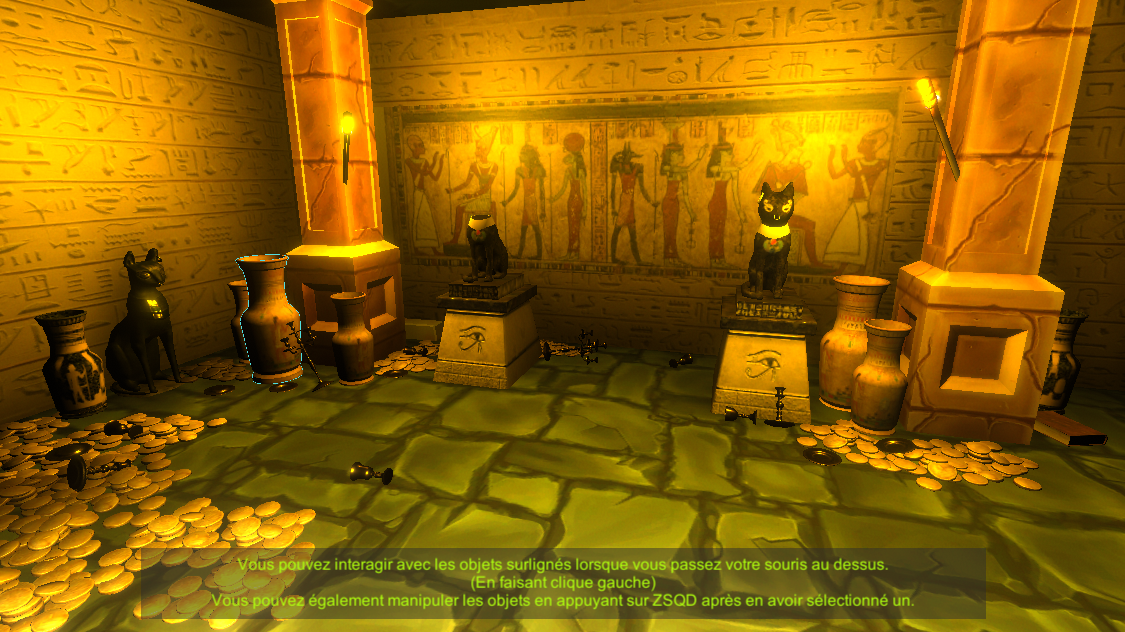 Vous pouvez interagir avec les objets surlignés lorsque vous passez votre souris au dessus.
(En faisant clique gauche)
Vous pouvez également manipuler les objets en appuyant sur ZSQD après en avoir sélectionné un.